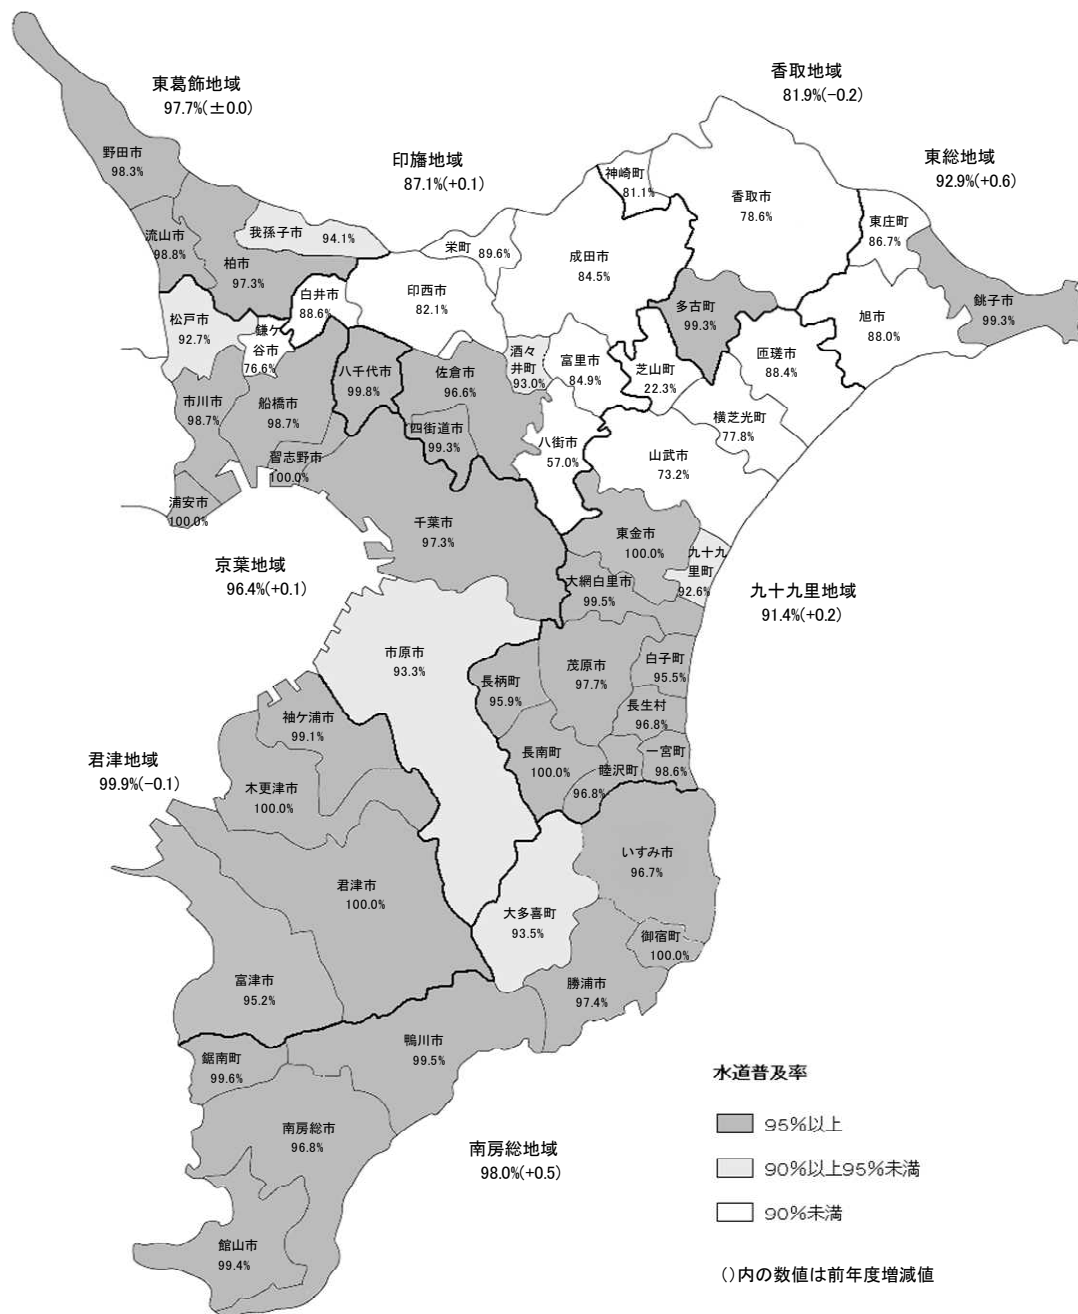 東葛飾地域
97.7%(±0.0)
香取地域
81.9%(−0.2)
印旛地域
87.1%(+0.1)
東総地域
92.9%(+0.6)
野田市
98.3%
神崎町
81.1%
香取市
78.6%
東庄町
86.7%
流山市
98.8%
我孫子市
94.1%
柏市
97.3%
栄町
89.6%
成田市
84.5%
白井市
88.6%
印西市
82.1%
多古町
99.3%
銚子市
99.3%
旭市
88.0%
松戸市
92.7%
鎌ケ
谷市
76.6%
八千代市
99.8%
佐倉市
96.6%
酒々
井町
93.0%
富里市
84.9%
芝山町
22.3%
匝瑳市
88.4%
市川市
98.7%
船橋市
98.7%
四街道市
99.3%
八街市
57.0%
横芝光町
77.8%
山武市
73.2%
習志野市
100.0%
浦安市
100.0%
千葉市
97.3%
東金市
100.0%
九十九
里町
92.6%
京葉地域
96.4%(+0.1)
大網白里市
99.5%
九十九里地域
91.4%(+0.2)
市原市
93.3%
長柄町
95.9%
茂原市
97.7%
白子町
95.5%
長生村
96.8%
袖ケ浦市
99.1%
長南町
100.0%
睦沢町
96.8%
一宮町
98.6%
君津地域
99.9%(−0.1)
木更津市
100.0%
いすみ市
96.7%
君津市
100.0%
大多喜町
93.5%
御宿町
100.0%
富津市
95.2%
勝浦市
97.4%
鴨川市
99.5%
鋸南町
99.6%
南房総市
96.8%
南房総地域
98.0%(+0.5)
館山市
99.4%
水道普及率
95%以上
90%以上95%未満
90%未満
()内の数値は前年度増減値